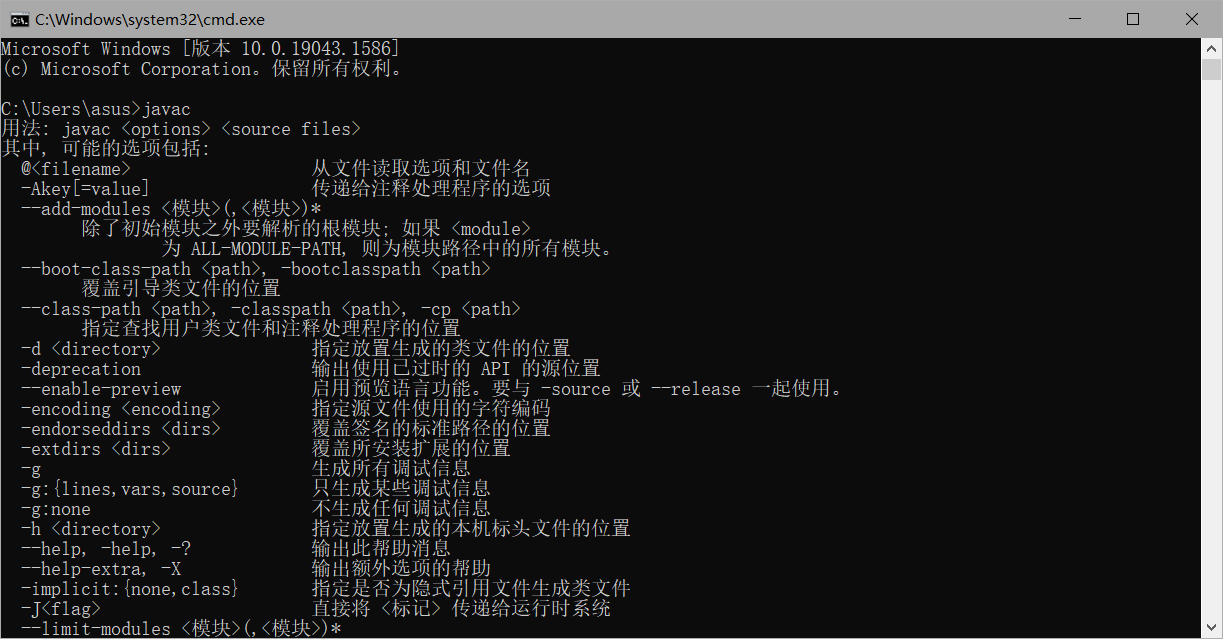 C:\Windows\system32\cmd.exe
Microsoft Windows [版本 10.0.19043.1586]
(c) Microsoft Corporation。保留所有权利。
C:\Users\asus>javac
用法: javac <options> <source files>
其中, 可能的选项包括:
@<filename> 从文件读取选项和文件名
-Akey[=value] 传递给注释处理程序的选项
--add-modules <模块>(,<模块>)*
除了初始模块之外要解析的根模块; 如果 <module>
为 ALL-MODULE-PATH, 则为模块路径中的所有模块。
--boot-class-path <path>, -bootclasspath <path>
覆盖引导类文件的位置
--class-path <path>, -classpath <path>, -cp <path>
指定查找用户类文件和注释处理程序的位置
-d <directory> 指定放置生成的类文件的位置
-deprecation 输出使用已过时的 API 的源位置
--enable-preview 启用预览语言功能。要与 -source 或 --release 一起使用。
-encoding <encoding> 指定源文件使用的字符编码
-endorseddirs <dirs> 覆盖签名的标准路径的位置
-extdirs <dirs> 覆盖所安装扩展的位置
-g 生成所有调试信息
-g:{lines,vars,source} 只生成某些调试信息
-g:none 不生成任何调试信息
-h <directory> 指定放置生成的本机标头文件的位置
--help, -help, -? 输出此帮助消息
--help-extra, -X 输出额外选项的帮助
-implicit:{none,class} 指定是否为隐式引用文件生成类文件
-J<flag> 直接将 <标记> 传递给运行时系统
--limit-modules <模块>(,<模块>)*